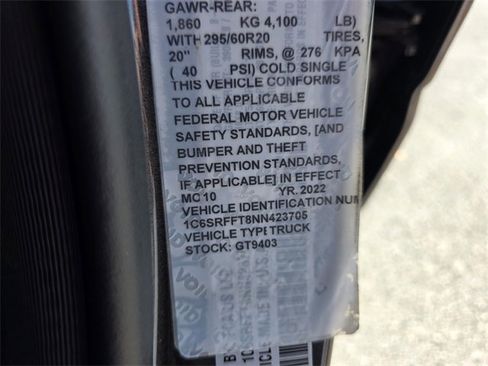 GAWR-REAR:
1,860 KG 4,100 LB)
WITH 295/60R20 TIRES,
20" RIMS, @ 276 KPA
( 40 PSI) COLD SINGLE
THIS VEHICLE CONFORMS
TO ALL APPLICABLE
FEDERAL MOTOR VEHICLE
SAFETY STANDARDS, [AND
BUMPER AND THEFT
PREVENTION STANDARDS,
IF APPLICABLE] IN EFFECT
MO 10 YR. 2022
VEHICLE IDENTIFICATION NUM
1C6SRFFT8NN423705
VEHICLE TYPE TRUCK
STOCK: GT9403